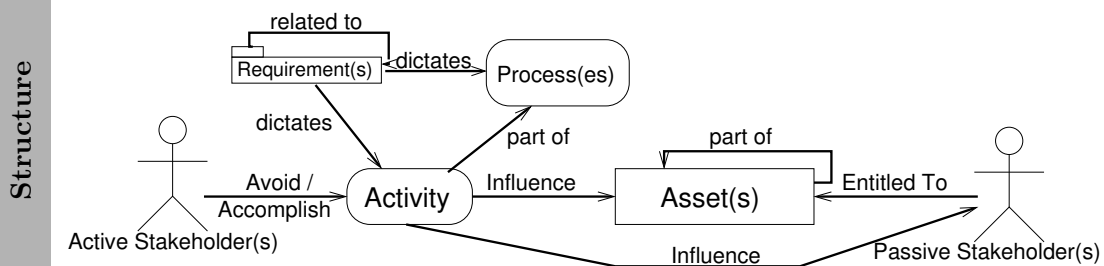 Structure
related to
Requirement(s)
dictates
Process(es)
dictates
part of
part of
Avoid /
Accomplish
Activity
Influence
Asset(s)
Entitled To
Active Stakeholder(s)
Influence
Passive Stakeholder(s)